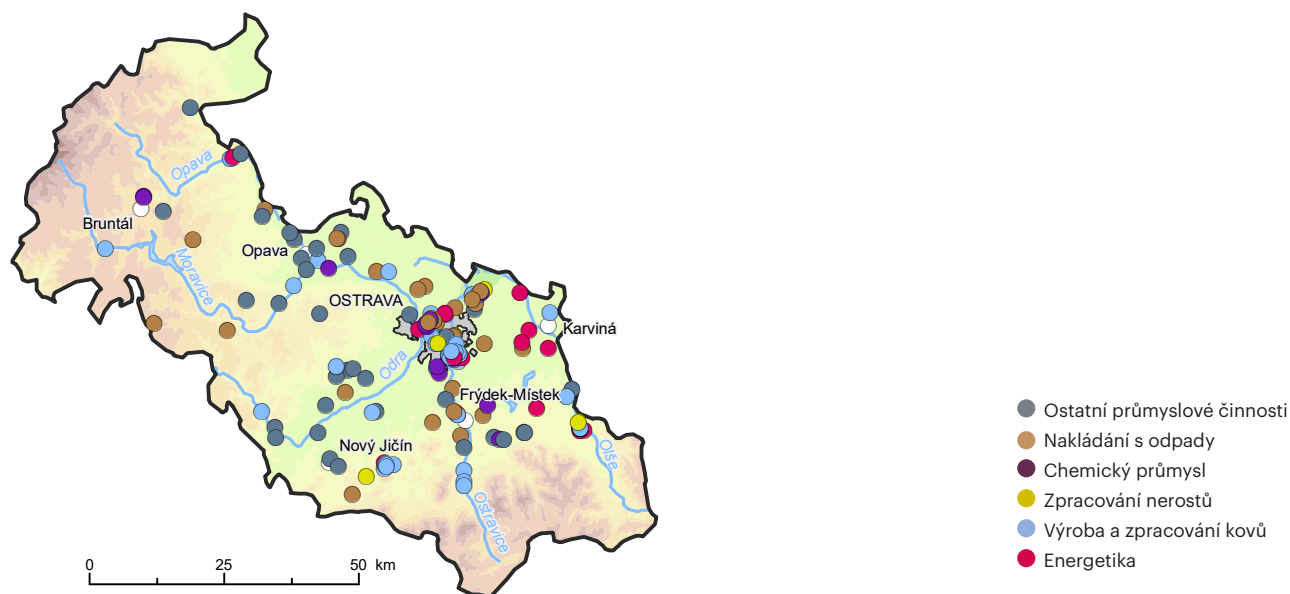 Opava
Bruntál
Opava
Moravice
OSTRAVA
Karviná
Odra
Frýdek-Místek
Nový Jičín
Olše
Ostravice
0 25 50 km
Ostatní průmyslové činnosti
Nakládání s odpady
Chemický průmysl
Zpracování nerostů
Výroba a zpracování kovů
Energetika